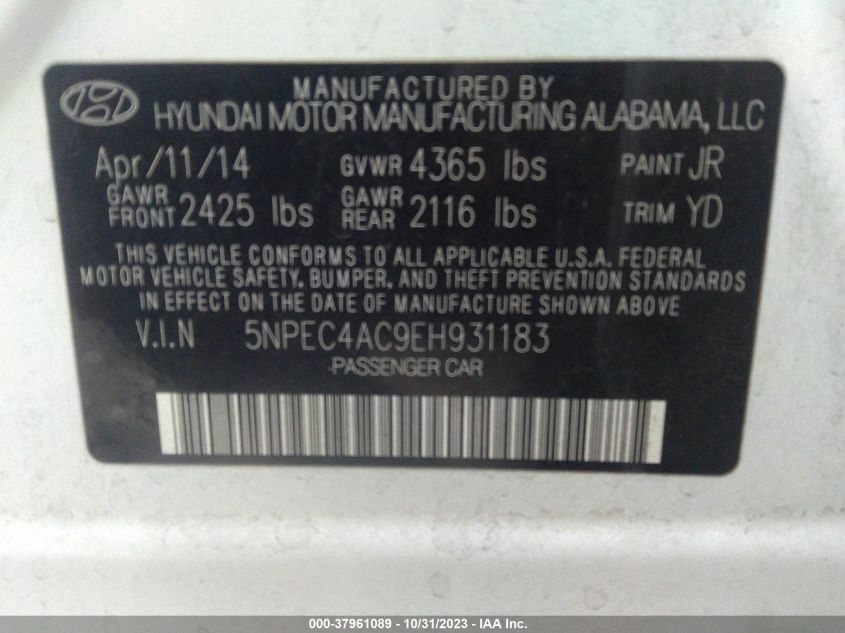 MANUFACTURED BY
HYUNDAI MOTOR MANUFACTURING ALABAMA, LLC
Apr/11/14 GVWR 4365 lbs PAINT JR
GAWR FRONT 2425 lbs GAWR REAR 2116 lbs TRIM YD
THIS VEHICLE CONFORMS TO ALL APPLICABLE U.S.A. FEDERAL
MOTOR VEHICLE SAFETY, BUMPER, AND THEFT PREVENTION STANDARDS
IN EFFECT ON THE DATE OF MANUFACTURE SHOWN ABOVE
V.I.N 5NPEC4AC9EH931183
PASSENGER CAR
000-37961089 - 10/31/2023 - IAA Inc.